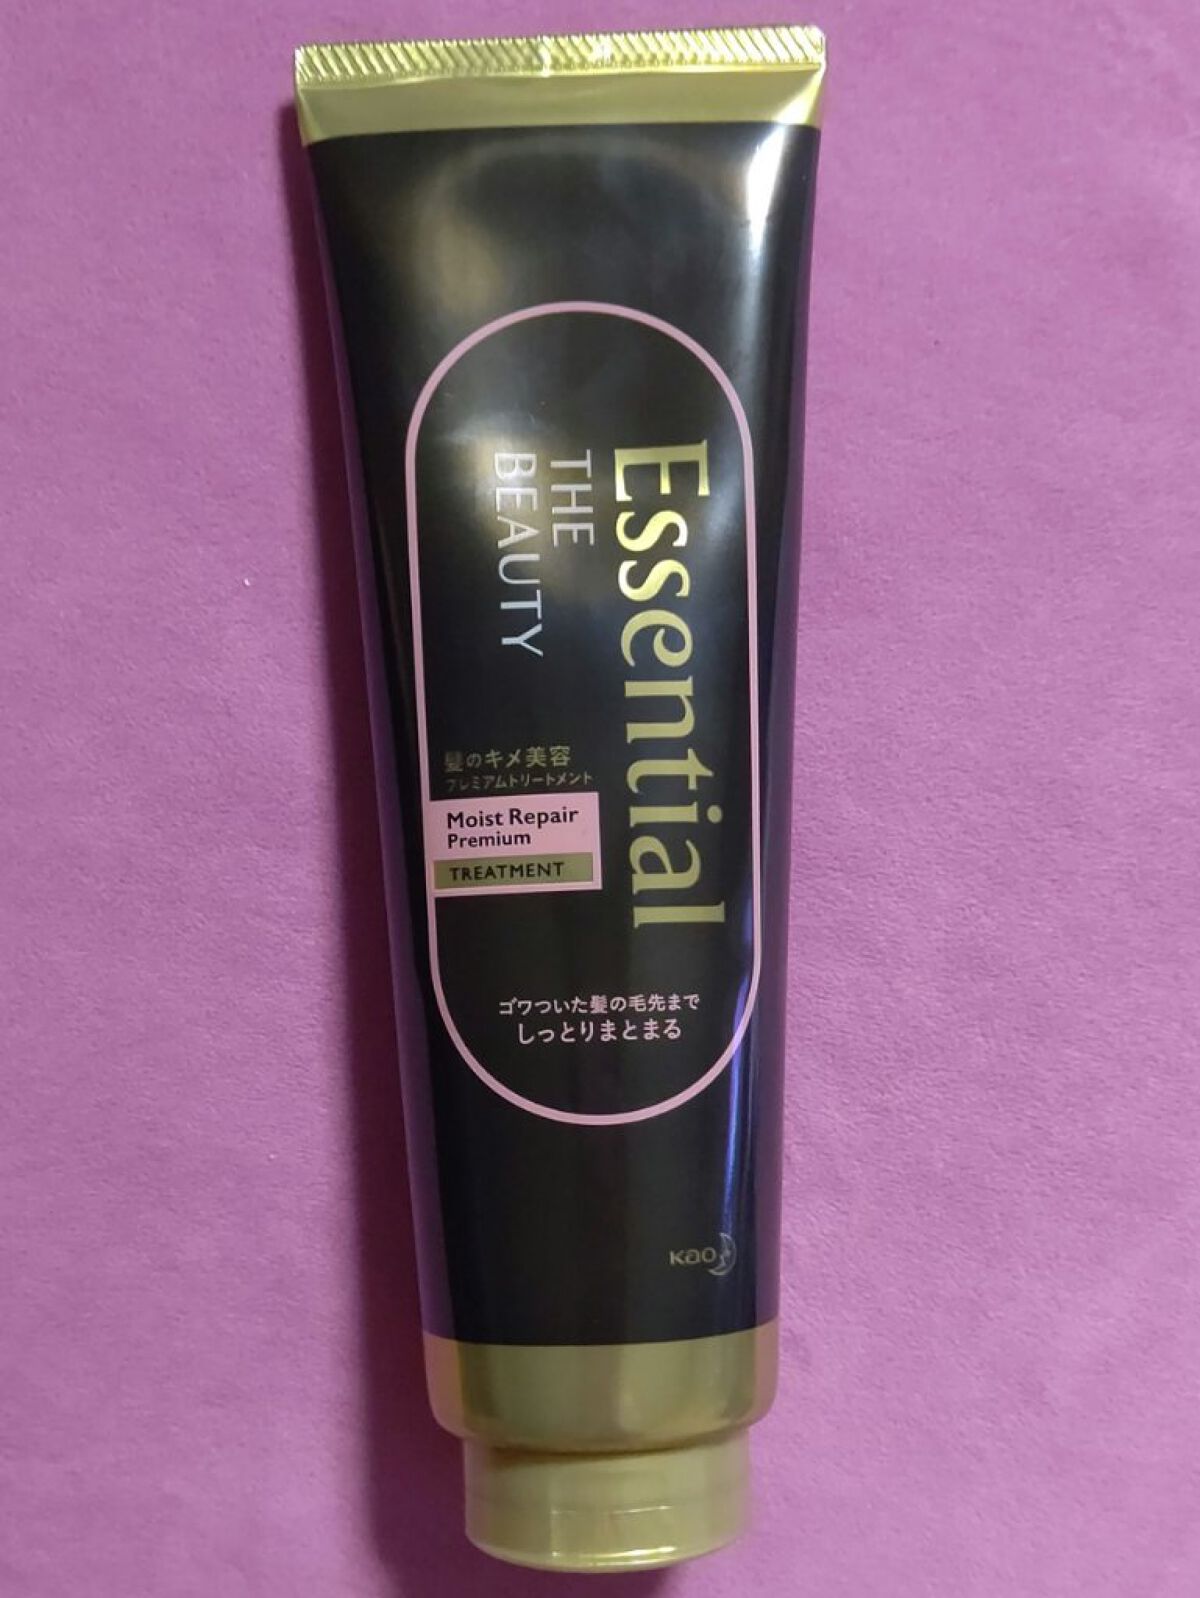 Essential
THE
BEAUTY
髪のキメ美容
プレミアムトリートメント
Moist Repair
Premium
TREATMENT
ゴワついた髪の毛先まで
しっとりまとまる
Kao